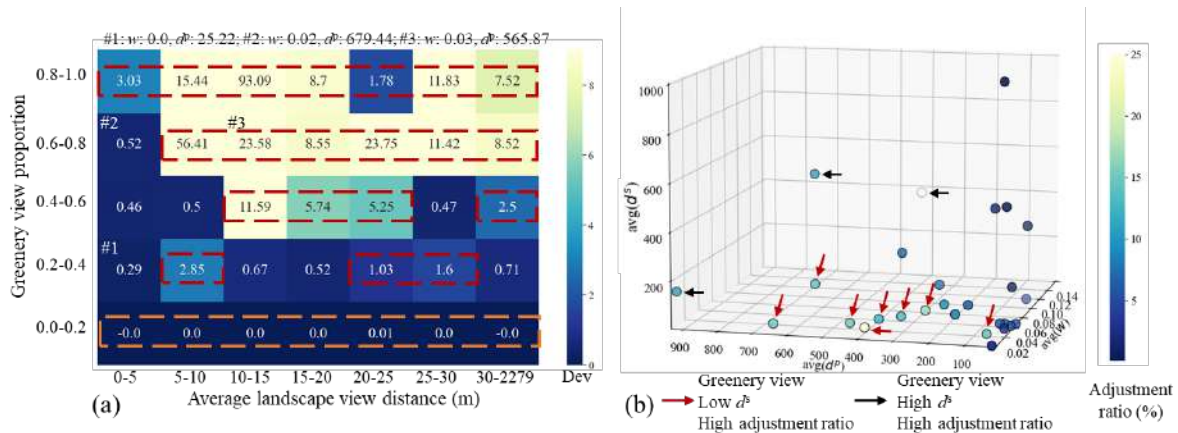 #1: w: 0.0, dᵖ: 25.22; #2: w: 0.02, dᵖ: 679.44; #3: w: 0.03, dᵖ: 565.87
Greenery view proportion
0.8-1.0 3.03 15.44 93.09 8.7 1.78 11.83 7.52
#2 #3
0.6-0.8 0.52 56.41 23.58 8.55 23.75 11.42 8.52
0.4-0.6 0.46 0.5 11.59 5.74 5.25 0.47 2.5
#1
0.2-0.4 0.29 2.85 0.67 0.52 1.03 1.6 0.71
0.0-0.2 -0.0 0.0 0.0 0.0 0.01 0.0 -0.0
0-5 5-10 10-15 15-20 20-25 25-30 30-2279 Dev
Average landscape view distance (m)
(a)
8
6
4
2
0
(b)
1000
800
600
400
200
avg(dˢ)
900 800 700 600 500 400 300 200 100
avg(dᵖ)
0.02 0.04 0.06 0.08 0.10 0.12 0.14
avg(w)
25
20
15
10
5
Adjustment
ratio (%)
Greenery view
Low dˢ
High adjustment ratio
Greenery view
High dˢ
High adjustment ratio